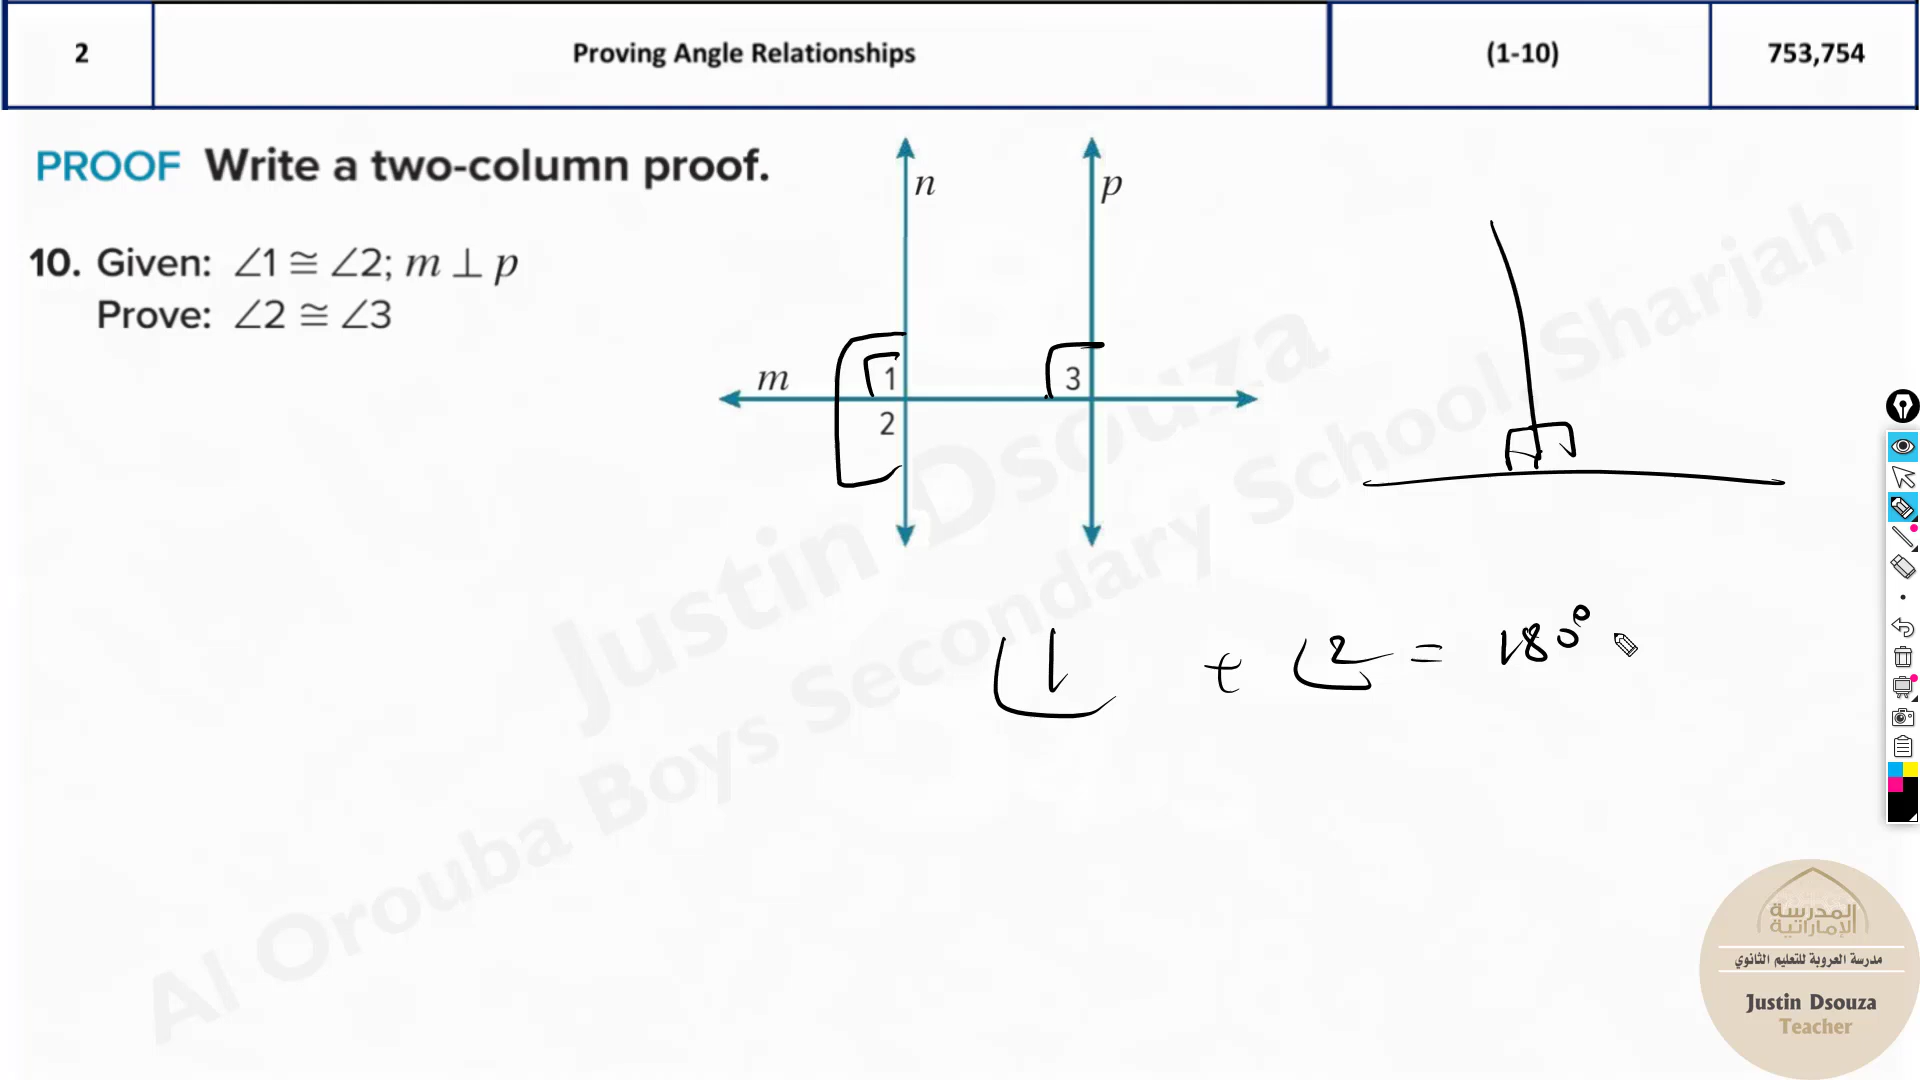 2 Proving Angle Relationships (1-10) 753,754
PROOF Write a two-column proof.
10. Given: ∠1 ≅ ∠2; m ⊥ p
Prove: ∠2 ≅ ∠3
n p
m 1 3
2
∠1 + ∠2 = 180°
Justin Dsouza
Al Orouba Boys Secondary School, Sharjah
المدرسة
الإماراتية
مدرسة العروبة للتعليم الثانوي
Justin Dsouza
Teacher